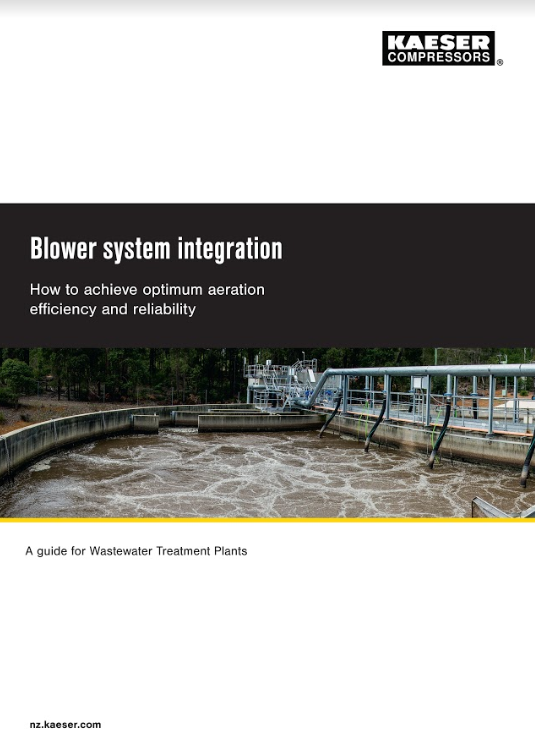 KAESER
COMPRESSORS®
Blower system integration
How to achieve optimum aeration
efficiency and reliability
A guide for Wastewater Treatment Plants
nz.kaeser.com